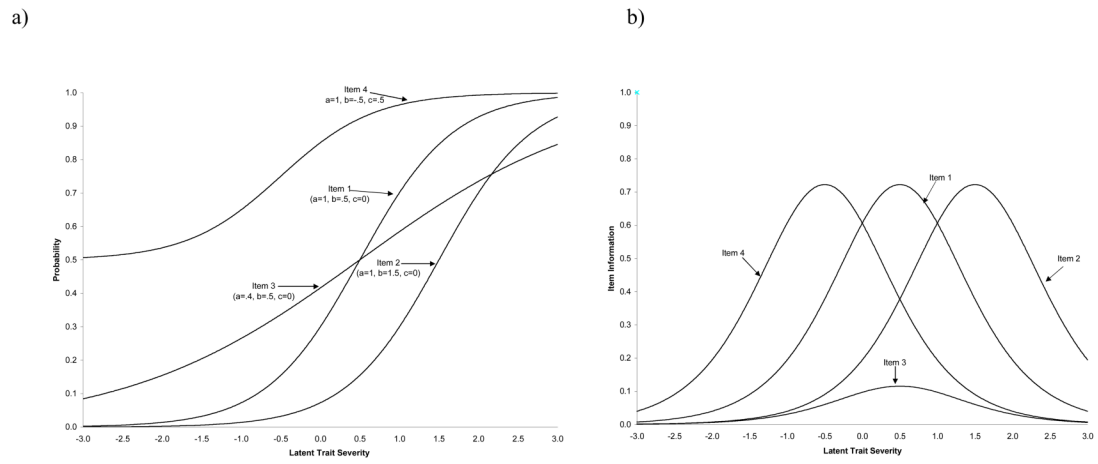 a)
b)
Item 4
a=1, b=-.5, c=.5
Item 1
(a=1, b=.5, c=0)
Item 2
(a=1, b=1.5, c=0)
Item 3
(a=.4, b=.5, c=0)
Probability
1.0
0.9
0.8
0.7
0.6
0.5
0.4
0.3
0.2
0.1
0.0
-3.0 -2.5 -2.0 -1.5 -1.0 -0.5 0.0 0.5 1.0 1.5 2.0 2.5 3.0
Latent Trait Severity
Item 1
Item 4
Item 2
Item 3
Item Information
1.0
0.9
0.8
0.7
0.6
0.5
0.4
0.3
0.2
0.1
0.0
-3.0 -2.5 -2.0 -1.5 -1.0 -0.5 0.0 0.5 1.0 1.5 2.0 2.5 3.0
Latent Trait Severity